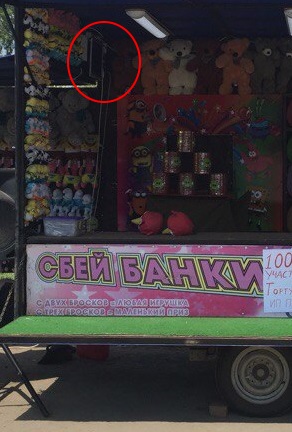 СБЕЙ БАНКИ
С ДВУХ БРОСКОВ - ЛЮБАЯ ИГРУШКА
С ТРЕХ БРОСКОВ - МАЛЕНЬКИЙ ПРИЗ
100
УЧАСТ
ТОРГУ
ИП П